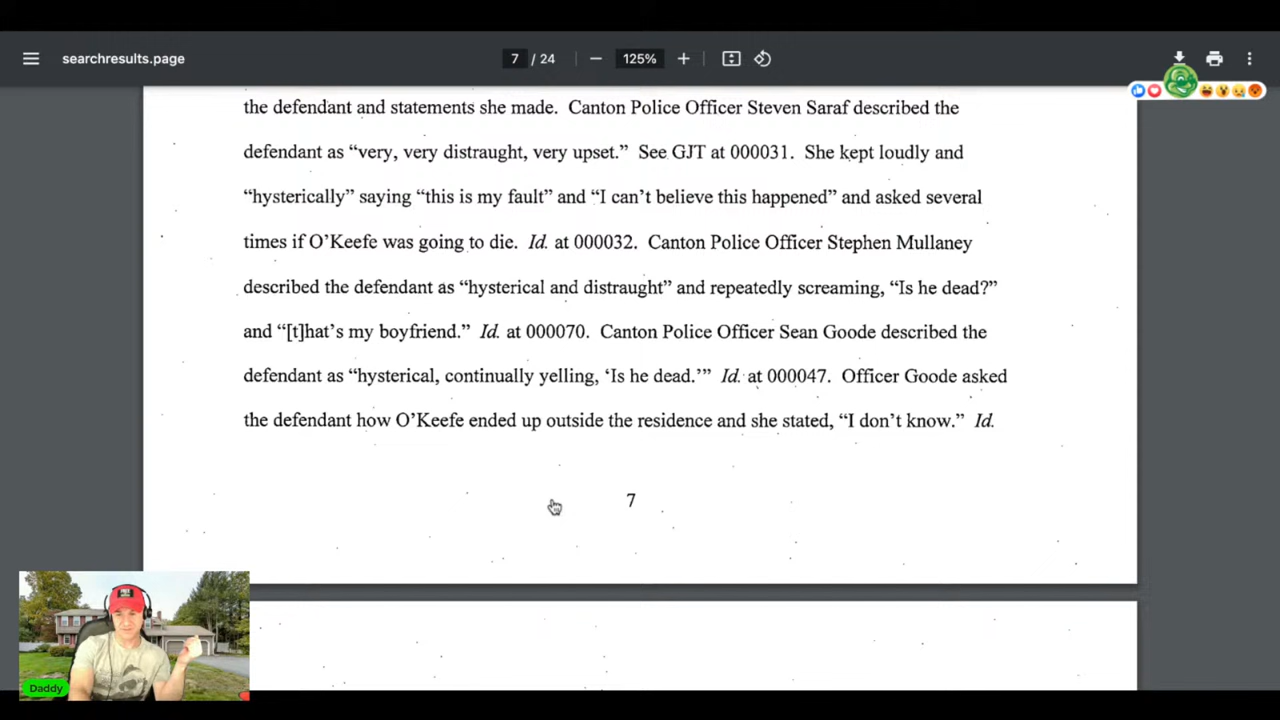 searchresults.page
7 / 24
125%
the defendant and statements she made. Canton Police Officer Steven Saraf described the
defendant as “very, very distraught, very upset.” See GJT at 000031. She kept loudly and
“hysterically” saying “this is my fault” and “I can’t believe this happened” and asked several
times if O’Keefe was going to die. Id. at 000032. Canton Police Officer Stephen Mullaney
described the defendant as “hysterical and distraught” and repeatedly screaming, “Is he dead?”
and “[t]hat’s my boyfriend.” Id. at 000070. Canton Police Officer Sean Goode described the
defendant as “hysterical, continually yelling, ‘Is he dead.’” Id. at 000047. Officer Goode asked
the defendant how O’Keefe ended up outside the residence and she stated, “I don’t know.” Id.
7
Daddy